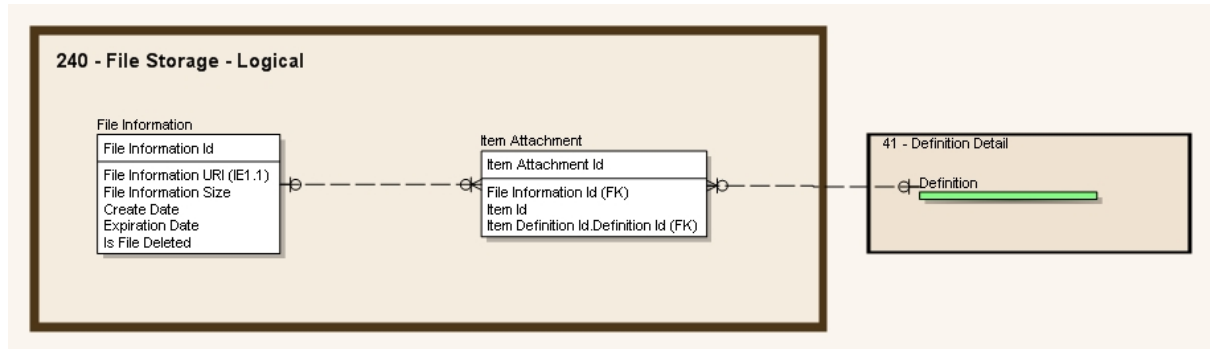 240 - File Storage - Logical
File Information
File Information Id
File Information URI (IE1.1)
File Information Size
Create Date
Expiration Date
Is File Deleted
Item Attachment
Item Attachment Id
File Information Id (FK)
Item Id
Item Definition Id.Definition Id (FK)
41 - Definition Detail
Definition